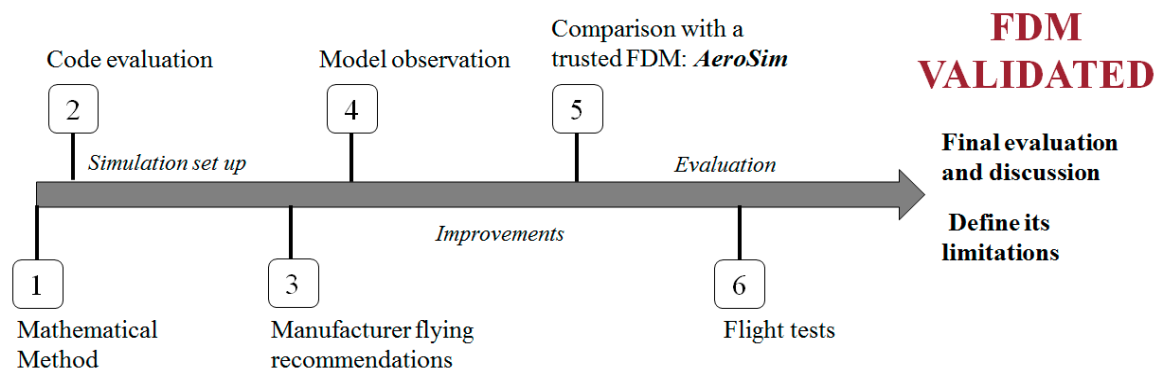 Code evaluation
2
Model observation
4
Comparison with a
trusted FDM: AeroSim
5
FDM
VALIDATED
Simulation set up
Evaluation
Improvements
Final evaluation
and discussion
Define its
limitations
1
Mathematical
Method
3
Manufacturer flying
recommendations
6
Flight tests